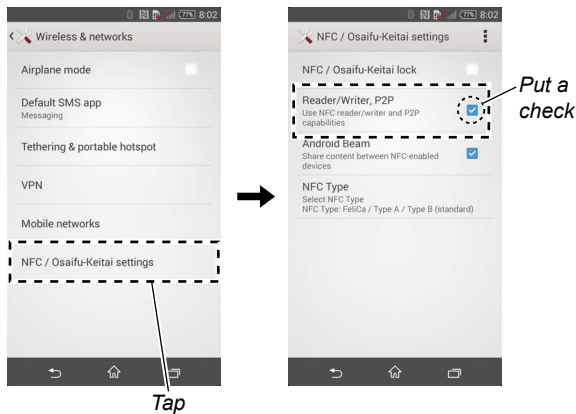 77% 8:02
Wireless & networks
Airplane mode
Default SMS app
Messaging
Tethering & portable hotspot
VPN
Mobile networks
NFC / Osaifu-Keitai settings
Tap
77% 8:02
NFC / Osaifu-Keitai settings
NFC / Osaifu-Keitai lock
Reader/Writer, P2P
Use NFC reader/writer and P2P
capabilities
Android Beam
Share content between NFC-enabled
devices
NFC Type
Select NFC Type
NFC Type: FeliCa / Type A / Type B (standard)
Put a
check